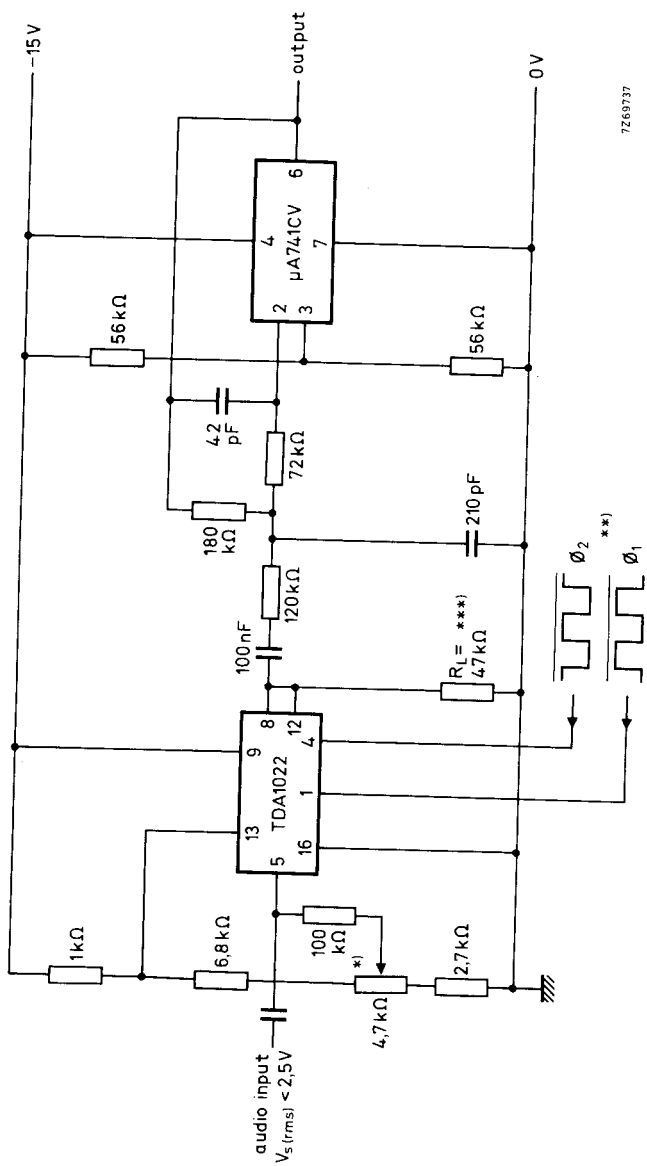 -15V
output
0V
7Z69737
56kΩ
56kΩ
µA741CV
4
6
7
2
3
42
pF
72kΩ
180
kΩ
210pF
120kΩ
100nF
R_L= ***)
47kΩ
Ø₂
**)
Ø₁
TDA1022
9
8
12
13
5
16
1
4
1kΩ
6,8kΩ
100
kΩ
*)
4,7kΩ
2,7kΩ
audio input
V_s(rms) < 2,5V